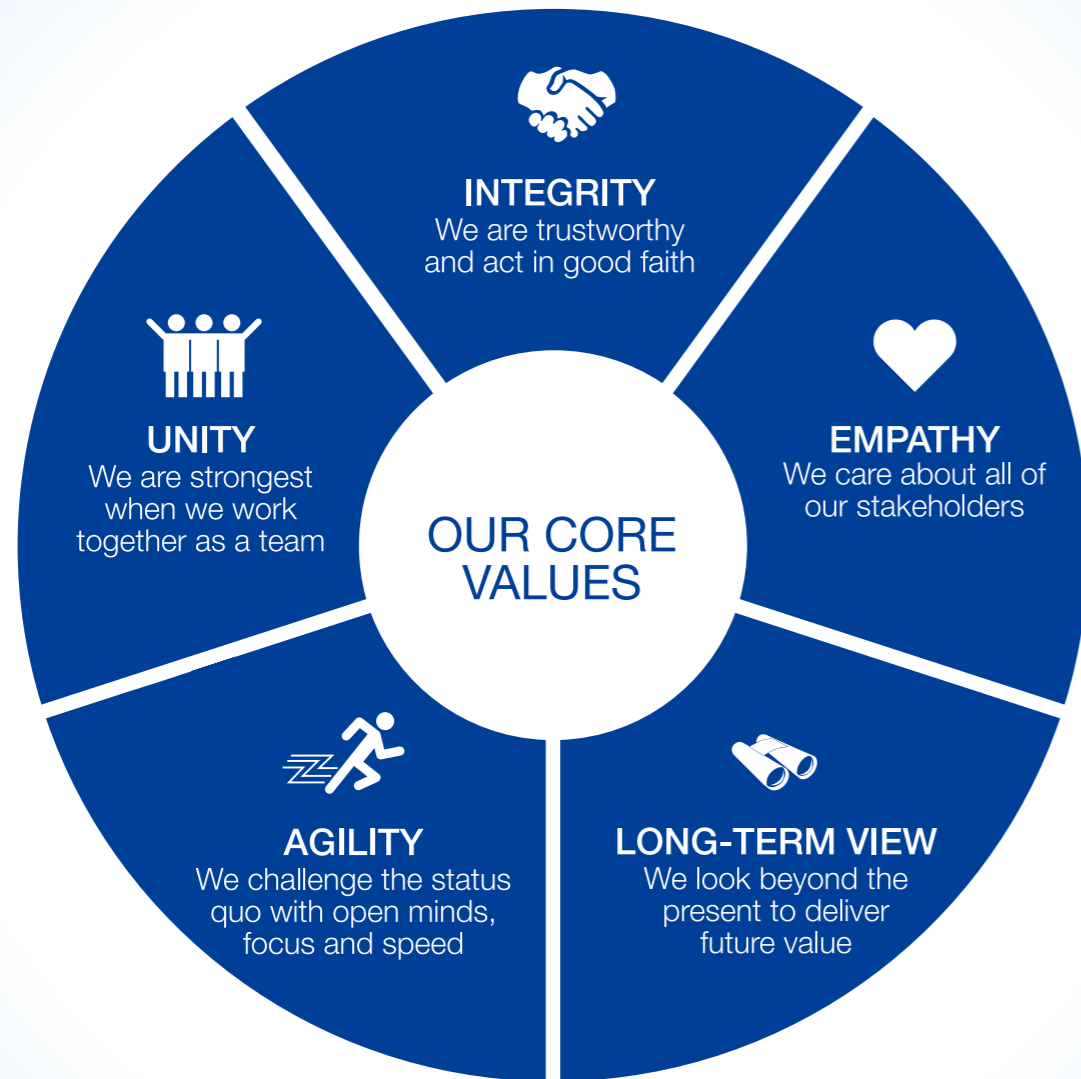 INTEGRITY
We are trustworthy
and act in good faith
EMPATHY
We care about all of
our stakeholders
LONG-TERM VIEW
We look beyond the
present to deliver
future value
AGILITY
We challenge the status
quo with open minds,
focus and speed
UNITY
We are strongest
when we work
together as a team
OUR CORE
VALUES